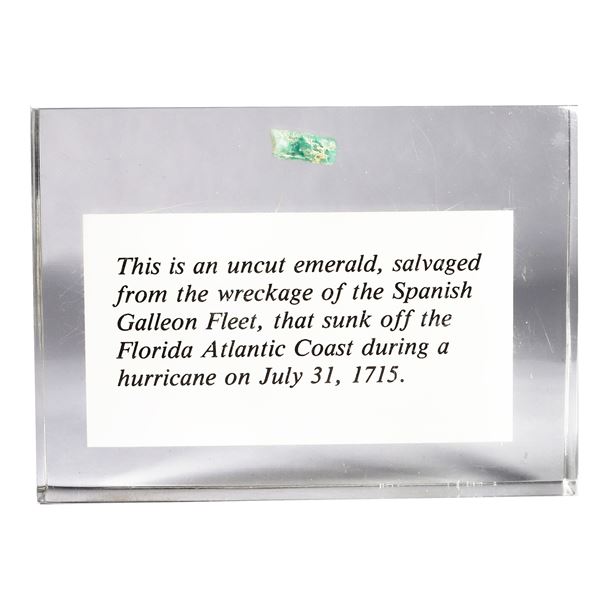 This is an uncut emerald, salvaged
from the wreckage of the Spanish
Galleon Fleet, that sunk off the
Florida Atlantic Coast during a
hurricane on July 31, 1715.